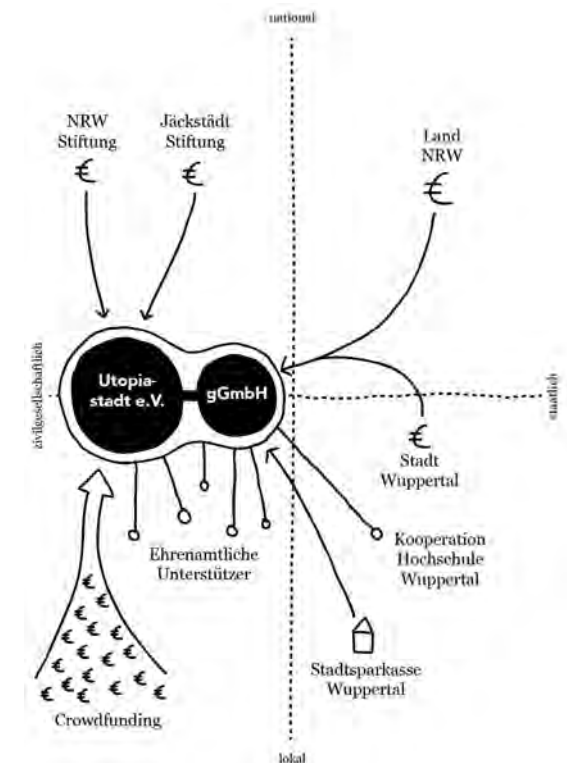 national
NRW
Stiftung
€
Jäckstädt
Stiftung
€
Land
NRW
€
zivilgesellschaftlich
Utopia-
stadt e.V.
gGmbH
staatlich
€
Stadt
Wuppertal
Ehrenamtliche
Unterstützer
Kooperation
Hochschule
Wuppertal
€ € € € € € € € € € € € € € €
Crowdfunding
Stadtsparkasse
Wuppertal
lokal